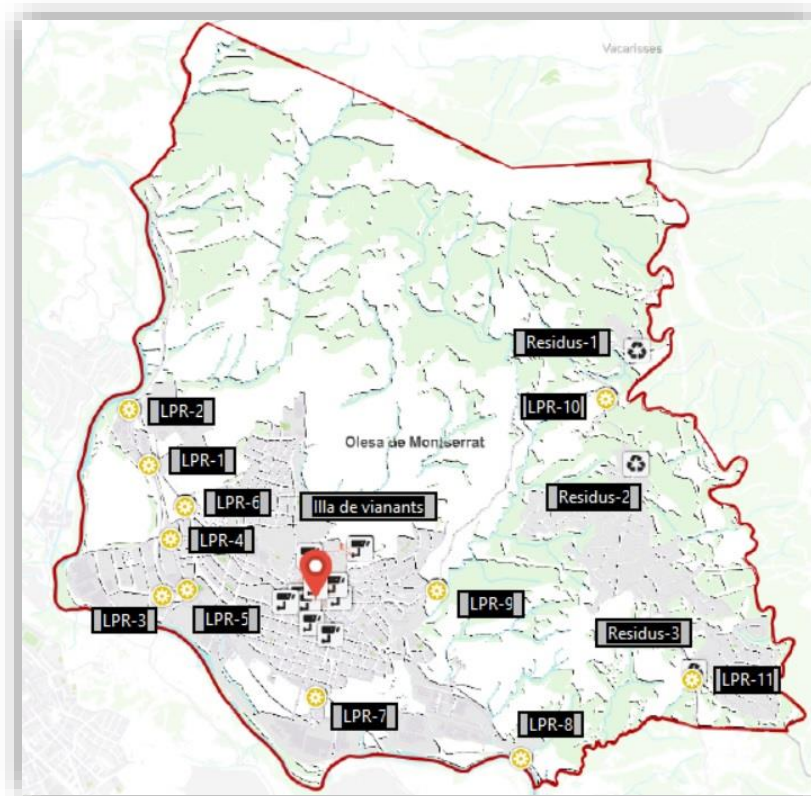 Vacarisses
Residus-1
LPR-2
LPR-10
Olesa de Montserrat
LPR-1
Residus-2
LPR-6
Illa de vianants
LPR-4
LPR-9
LPR-3
LPR-5
Residus-3
LPR-11
LPR-7
LPR-8